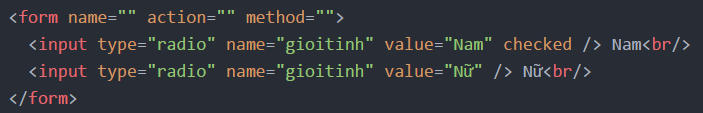 <form name="" action="" method="">
<input type="radio" name="gioitinh" value="Nam" checked /> Nam<br/>
<input type="radio" name="gioitinh" value="Nữ" /> Nữ<br/>
</form>